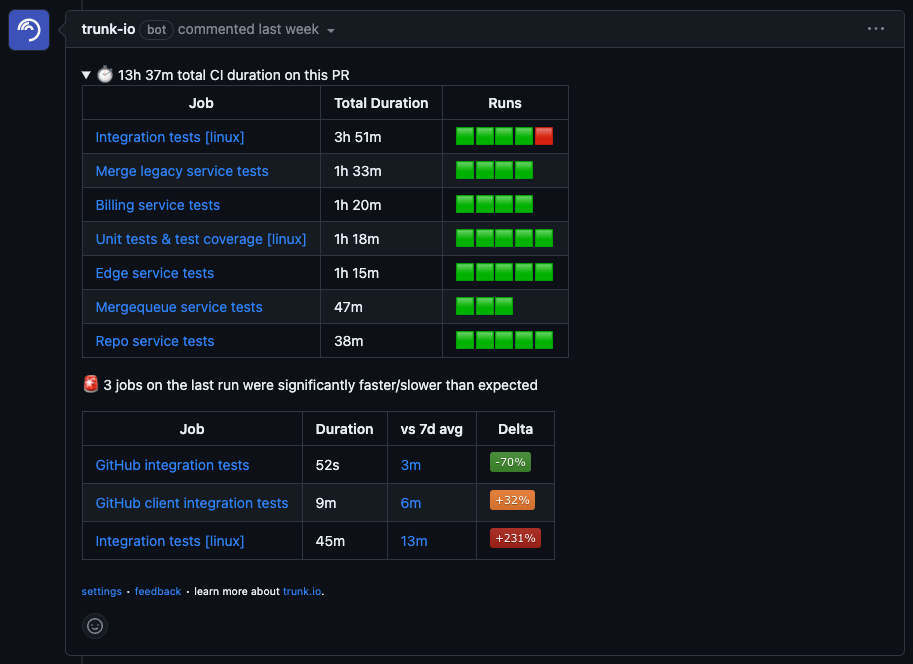 trunk-io bot commented last week
13h 37m total CI duration on this PR
Job Total Duration Runs
Integration tests [linux] 3h 51m
Merge legacy service tests 1h 33m
Billing service tests 1h 20m
Unit tests & test coverage [linux] 1h 18m
Edge service tests 1h 15m
Mergequeue service tests 47m
Repo service tests 38m
3 jobs on the last run were significantly faster/slower than expected
Job Duration vs 7d avg Delta
GitHub integration tests 52s 3m -70%
GitHub client integration tests 9m 6m +32%
Integration tests [linux] 45m 13m +231%
settings • feedback • learn more about trunk.io.